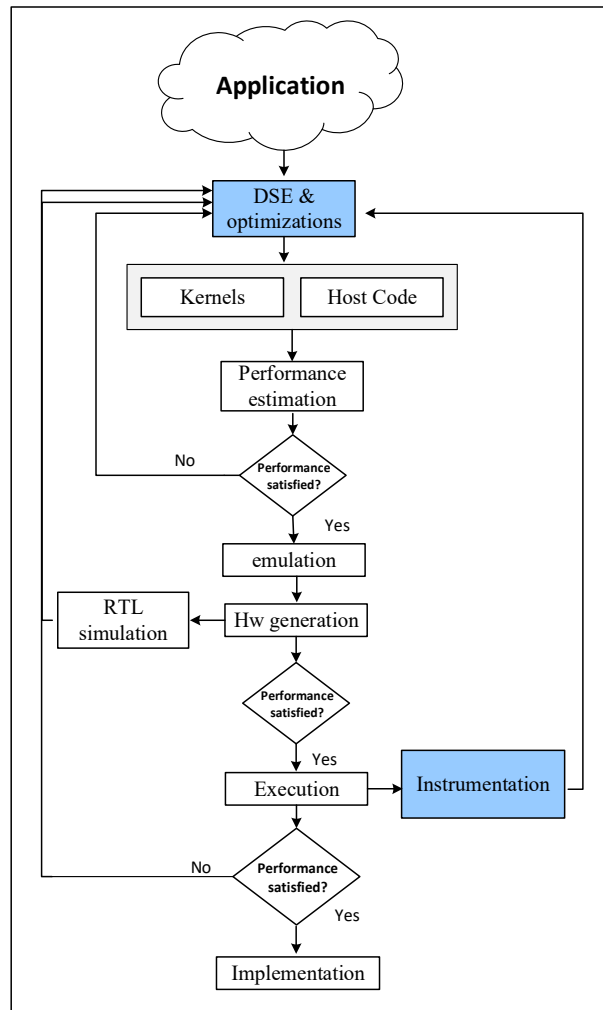 Application
DSE &
optimizations
Kernels
Host Code
Performance
estimation
No
Performance
satisfied?
Yes
emulation
RTL
simulation
Hw generation
Performance
satisfied?
Yes
Execution
Instrumentation
No
Performance
satisfied?
Yes
Implementation